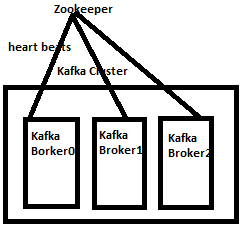 Zookeeper
heart beats
Kafka Cluster
Kafka
Borker0
Kafka
Broker1
Kafka
Broker2